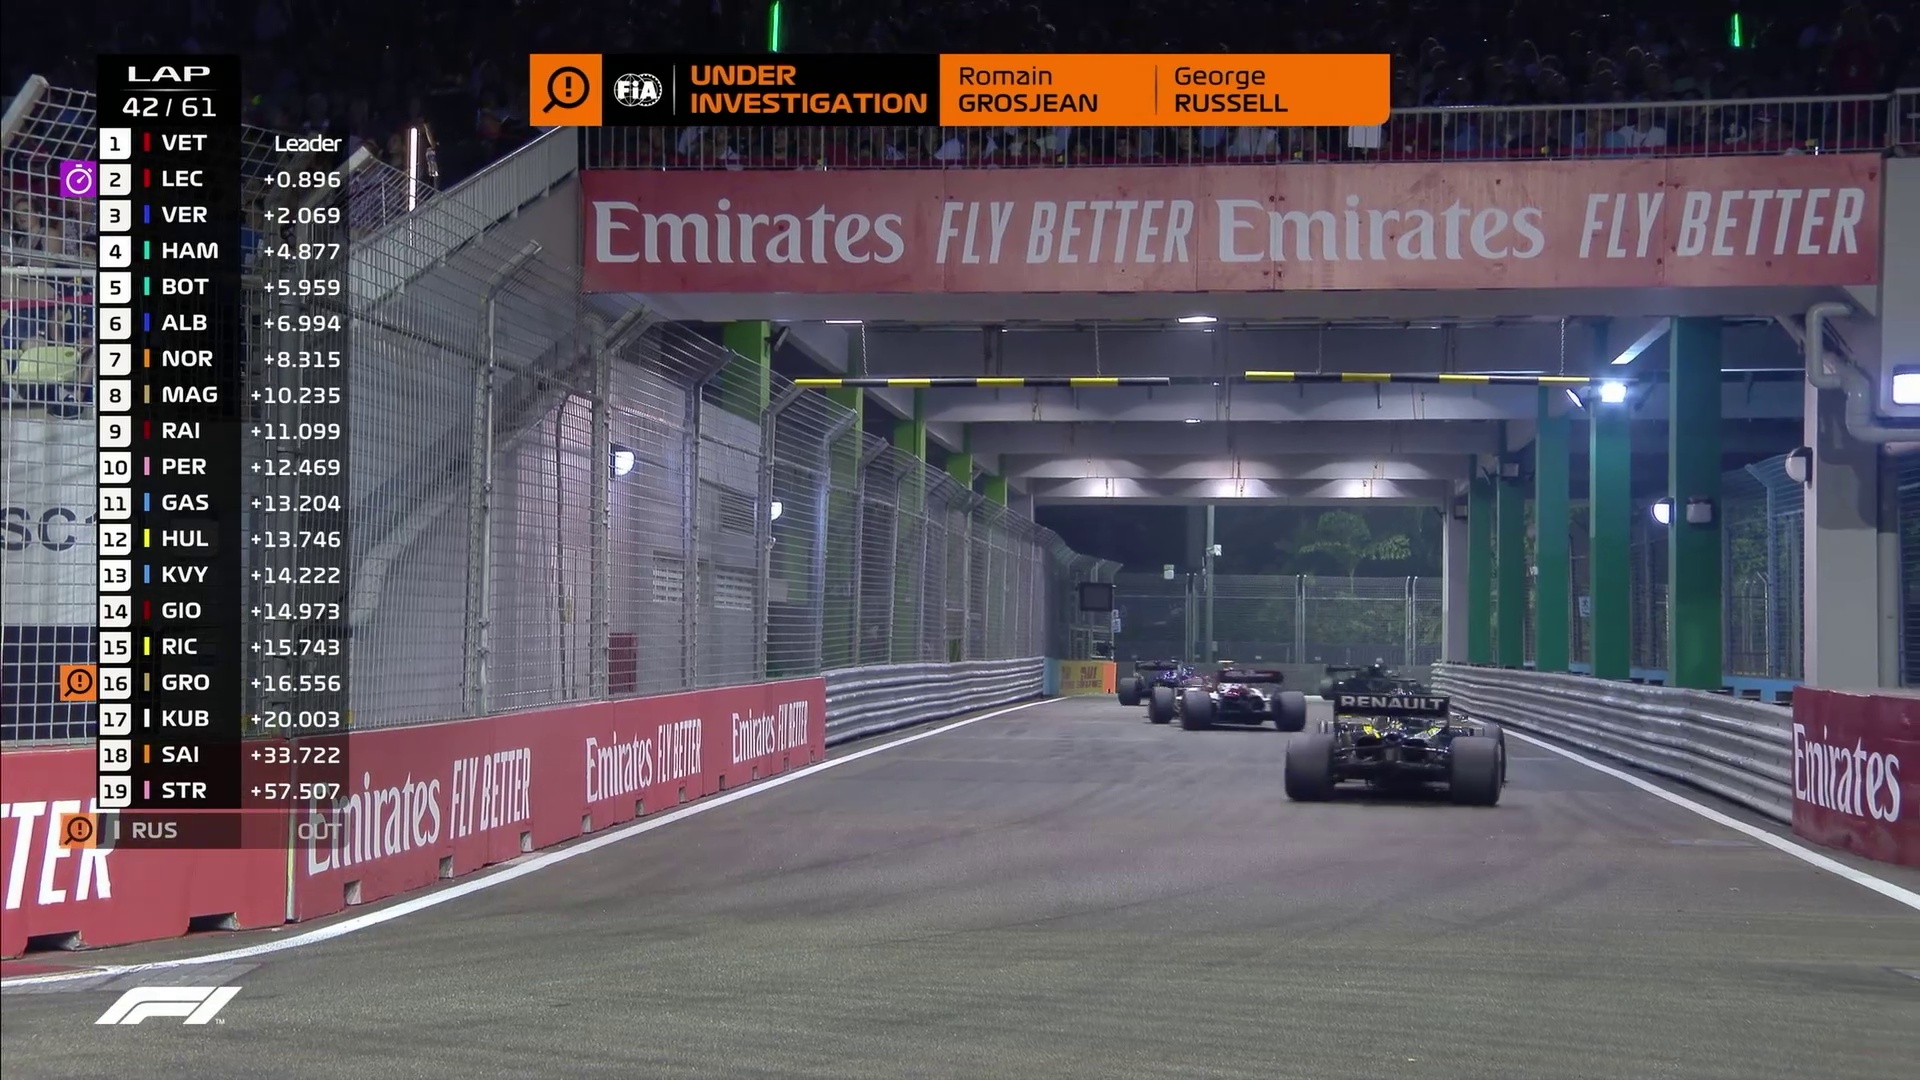 LAP
42 / 61
1 VET Leader
2 LEC +0.896
3 VER +2.069
4 HAM +4.877
5 BOT +5.959
6 ALB +6.994
7 NOR +8.315
8 MAG +10.235
9 RAI +11.099
10 PER +12.469
11 GAS +13.204
12 HUL +13.746
13 KVY +14.222
14 GIO +14.973
15 RIC +15.743
16 GRO +16.556
17 KUB +20.003
18 SAI +33.722
19 STR +57.507
RUS OUT
FIA
UNDER
INVESTIGATION
Romain
GROSJEAN
George
RUSSELL
Emirates FLY BETTER Emirates FLY BETTER
SC1
RENAULT
TER
Emirates FLY BETTER
Emirates FLY BETTER
Emirates FLY BETTER
Emirates
F1
TM